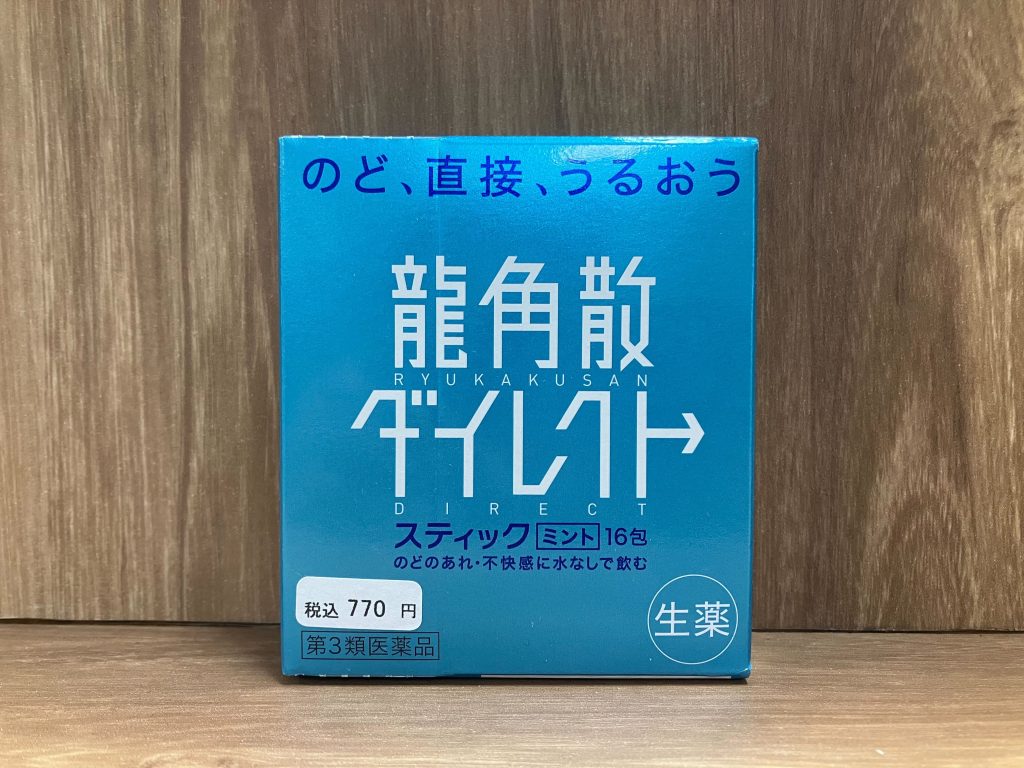 のど、直接、うるおう
龍角散
RYUKAKUSAN
ダイレクト
DIRECT
スティック ミント 16包
のどのあれ・不快感に水なしで飲む
税込 770 円
第3類医薬品
生薬